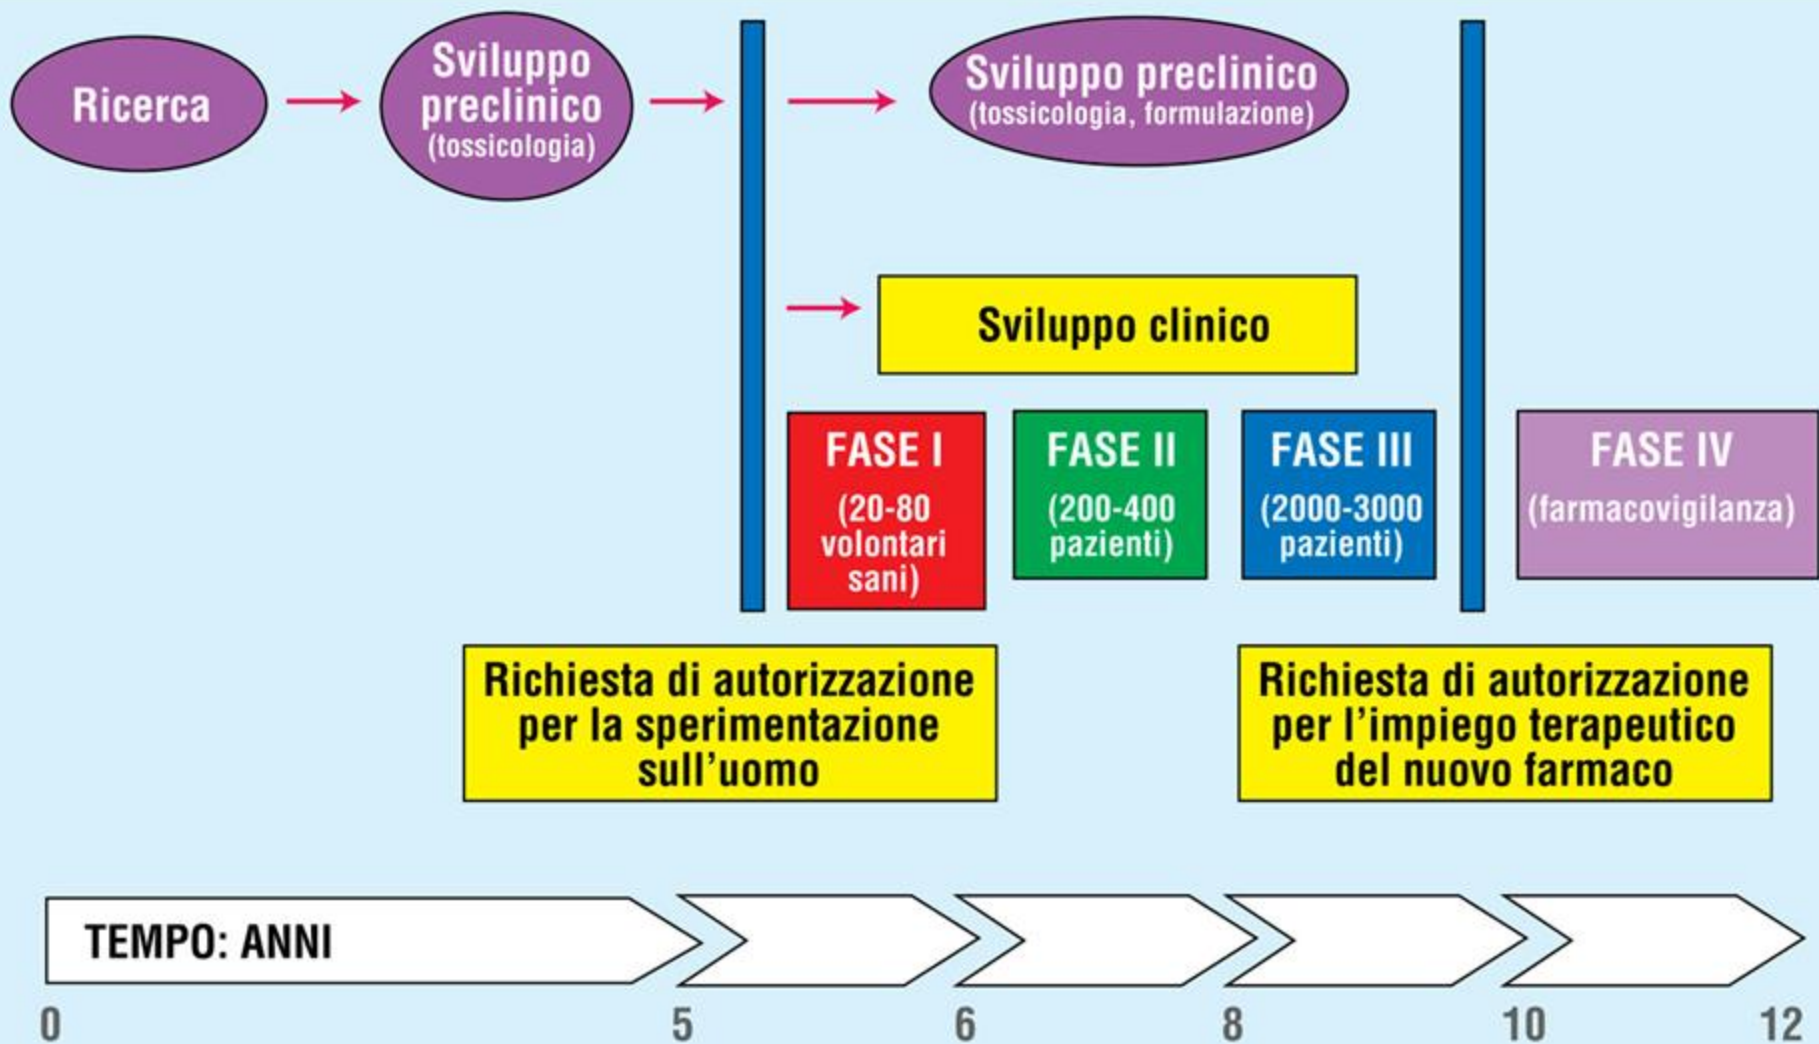 Ricerca
Sviluppo
preclinico
(tossicologia)
Sviluppo preclinico
(tossicologia, formulazione)
Sviluppo clinico
FASE I
(20-80
volontari
sani)
FASE II
(200-400
pazienti)
FASE III
(2000-3000
pazienti)
FASE IV
(farmacovigilanza)
Richiesta di autorizzazione
per la sperimentazione
sull'uomo
Richiesta di autorizzazione
per l'impiego terapeutico
del nuovo farmaco
TEMPO: ANNI
0 5 6 8 10 12